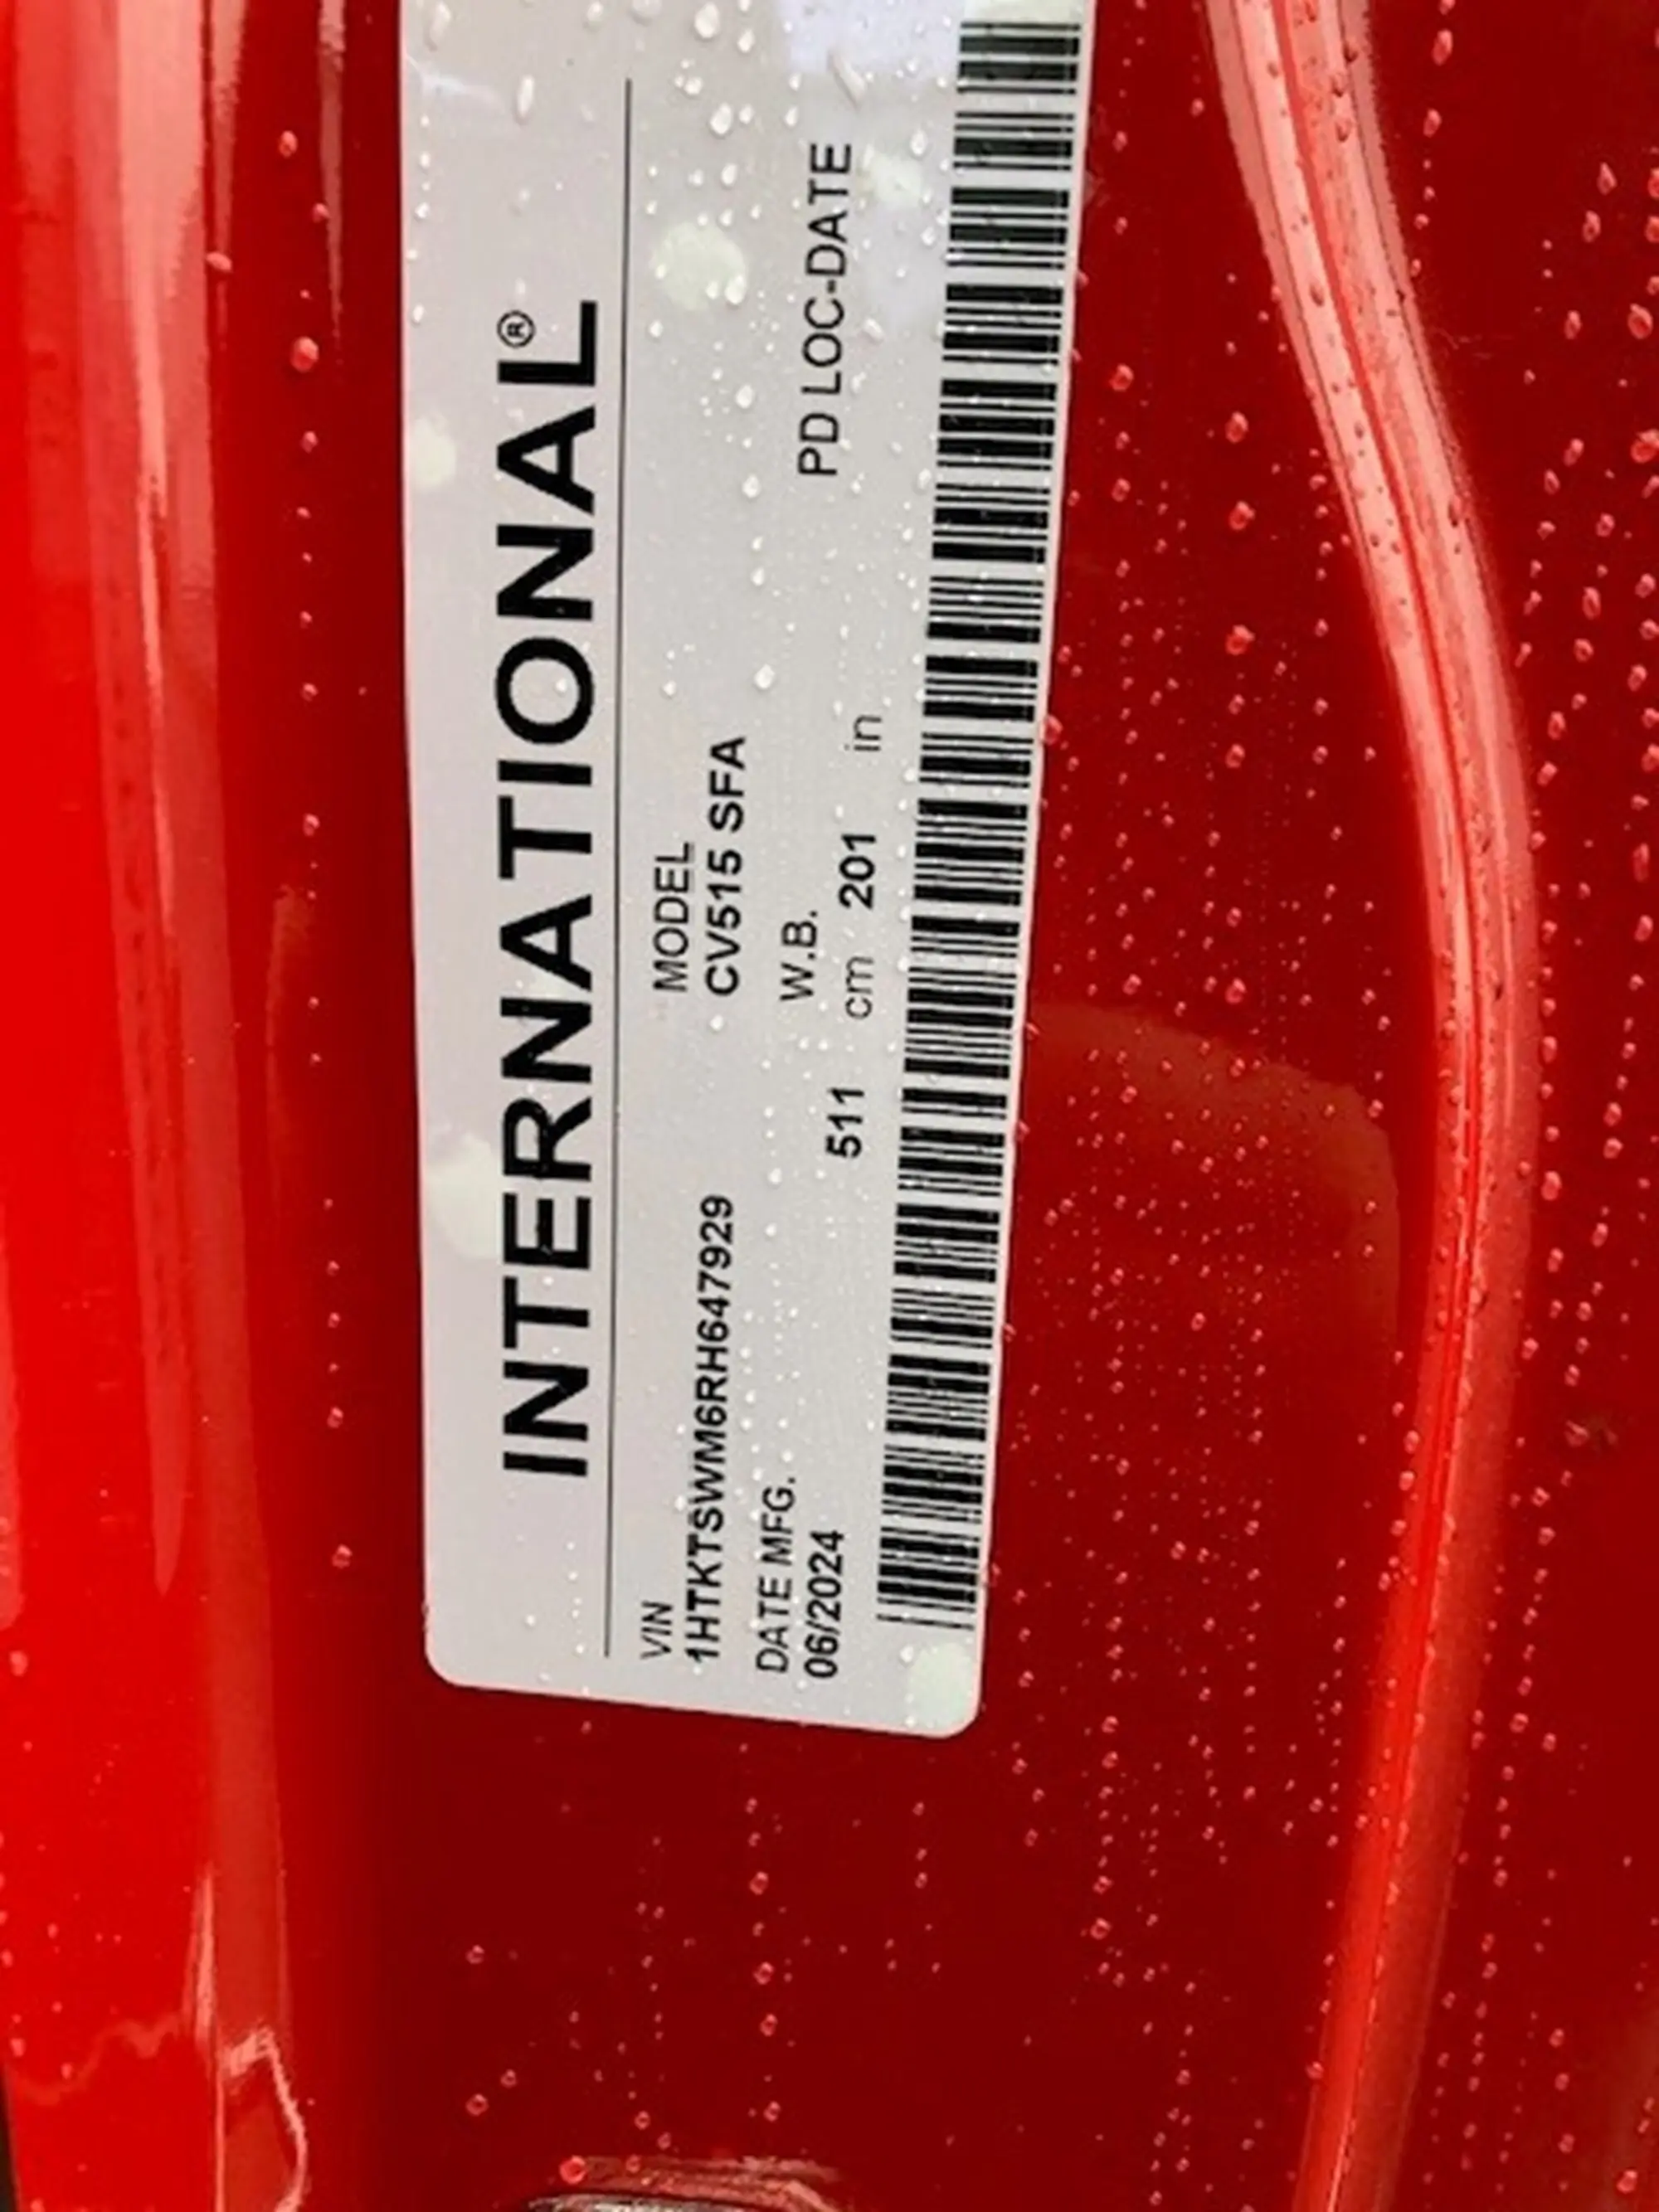 INTERNATIONAL®
VIN
1HTKTSWM6RH647929
MODEL
CV515 SFA
DATE MFG.
06/2024
W.B.
511 cm 201 in
PD LOC-DATE